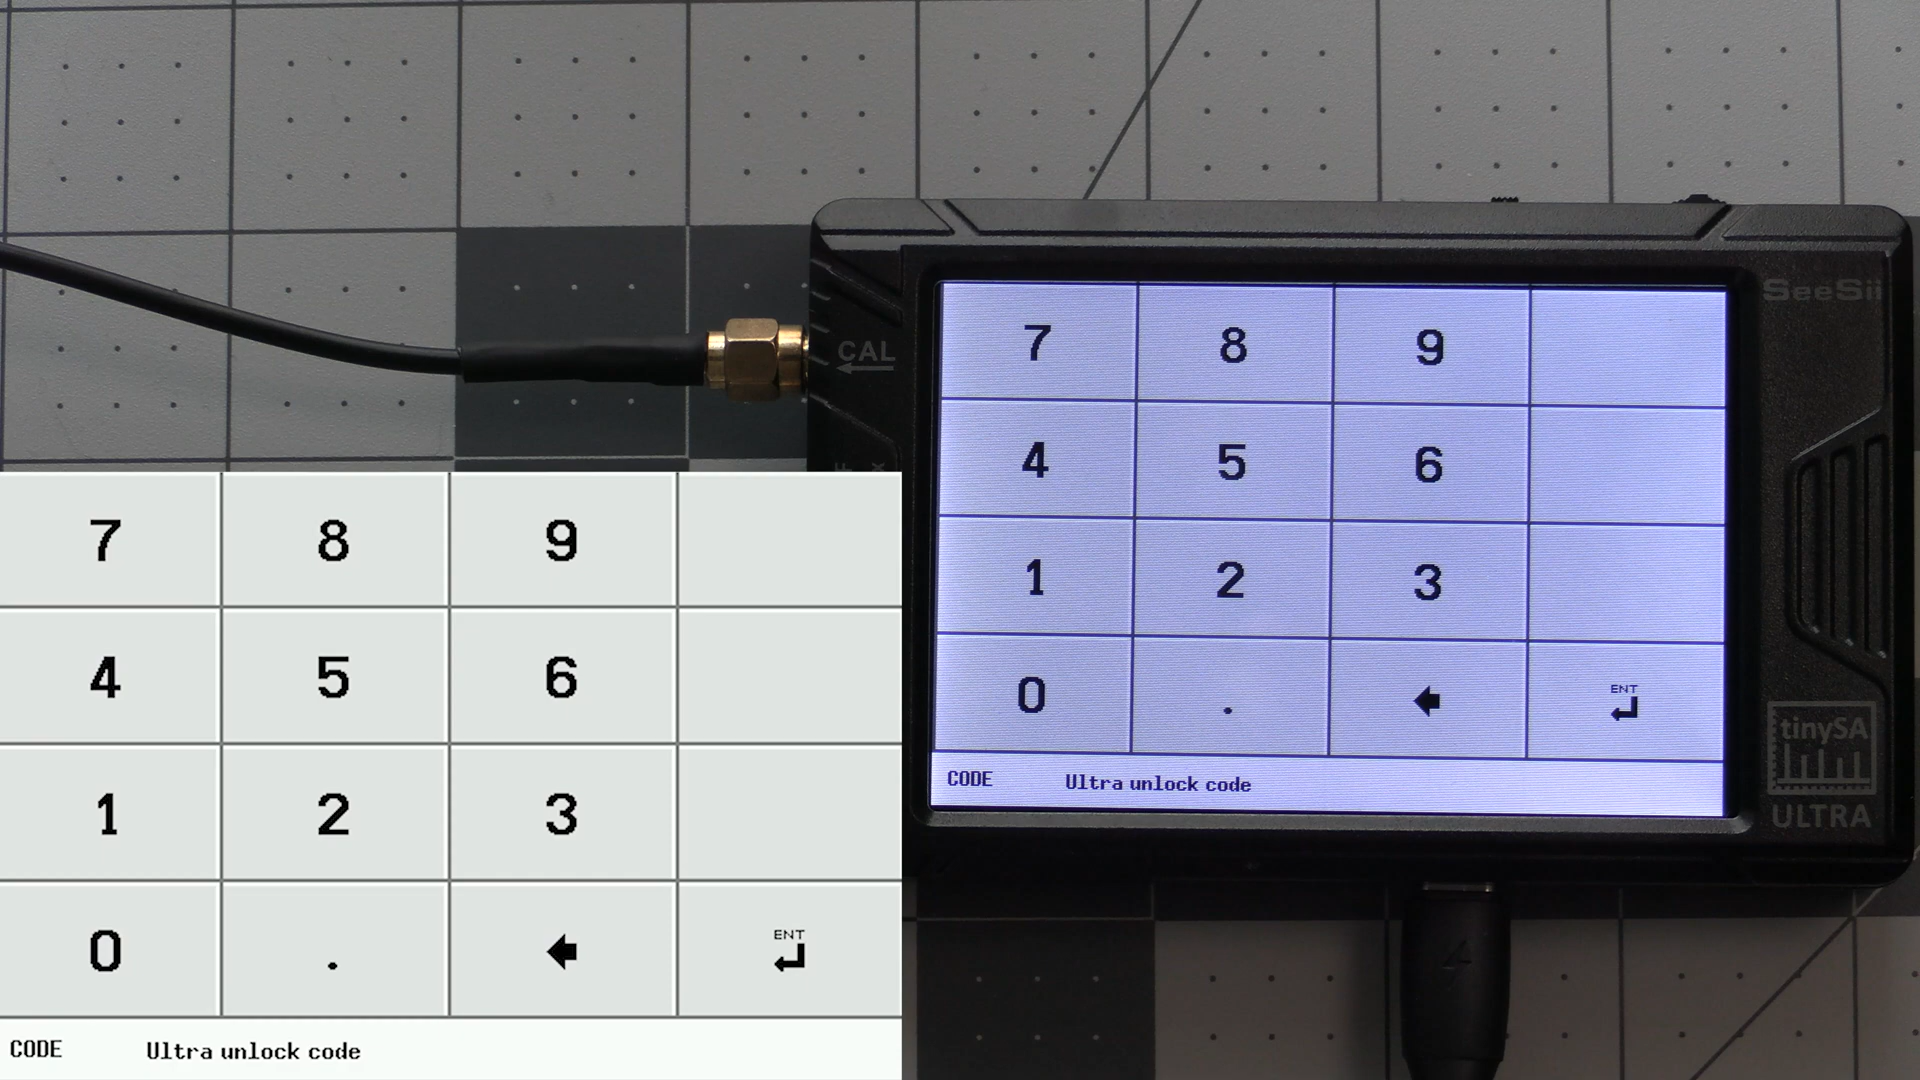 SeeSii
CAL
7 8 9
4 5 6
1 2 3
0 . ENT
CODE Ultra unlock code
tinySA
ULTRA
7 8 9
4 5 6
1 2 3
0 . ENT
CODE Ultra unlock code